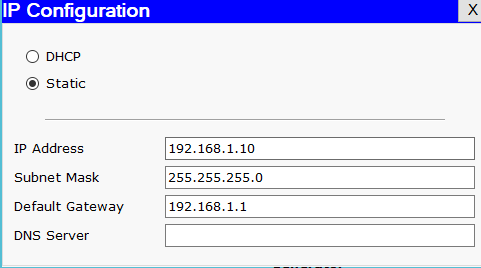 IP Configuration X
DHCP
Static
IP Address 192.168.1.10
Subnet Mask 255.255.255.0
Default Gateway 192.168.1.1
DNS Server